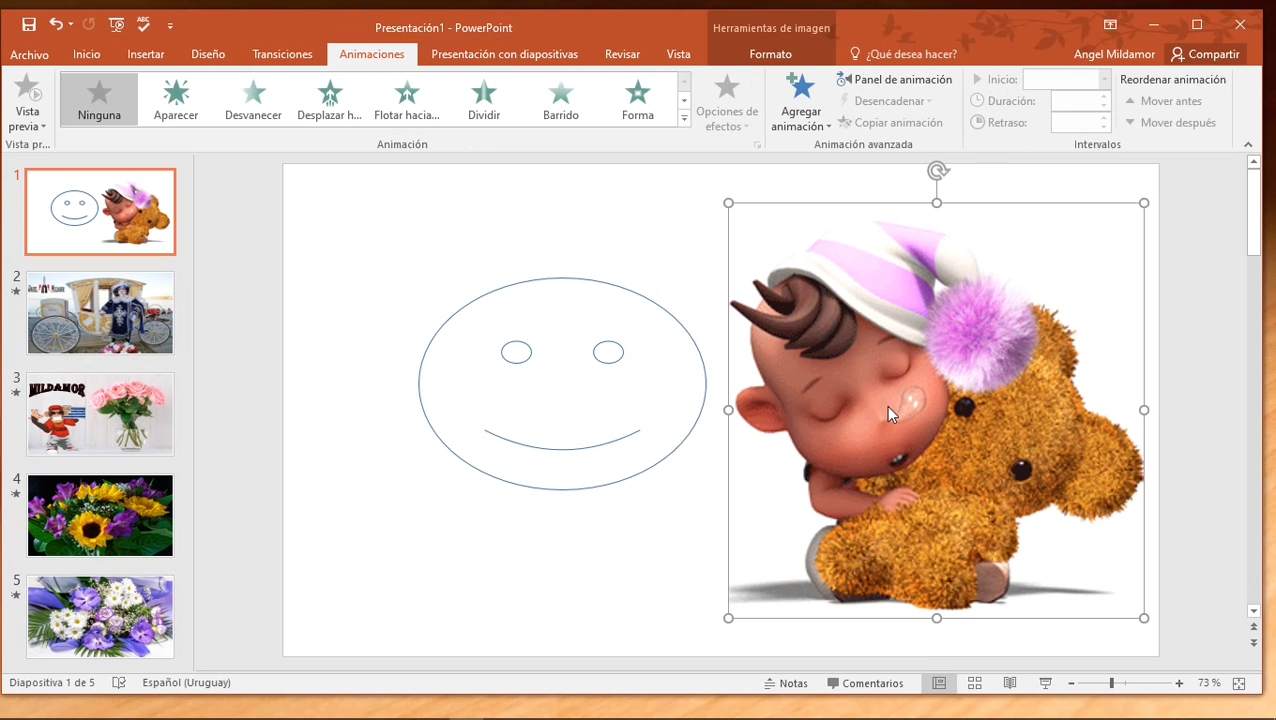 ABC
Presentación1 - PowerPoint
Herramientas de imagen
Archivo Inicio Insertar Diseño Transiciones Animaciones Presentación con diapositivas Revisar Vista Formato ¿Qué desea hacer? Angel Mildamor Compartir
Vista previa
Ninguna Aparecer Desvanecer Desplazar h... Flotar hacia... Dividir Barrido Forma
Opciones de efectos
Agregar animación
Panel de animación
Desencadenar
Copiar animación
Inicio:
Duración:
Retraso:
Reordenar animación
Mover antes
Mover después
Vista pr... Animación Animación avanzada Intervalos
1
2
3
MILDAMOR
4
5
Diapositiva 1 de 5 Español (Uruguay) Notas Comentarios 73 %